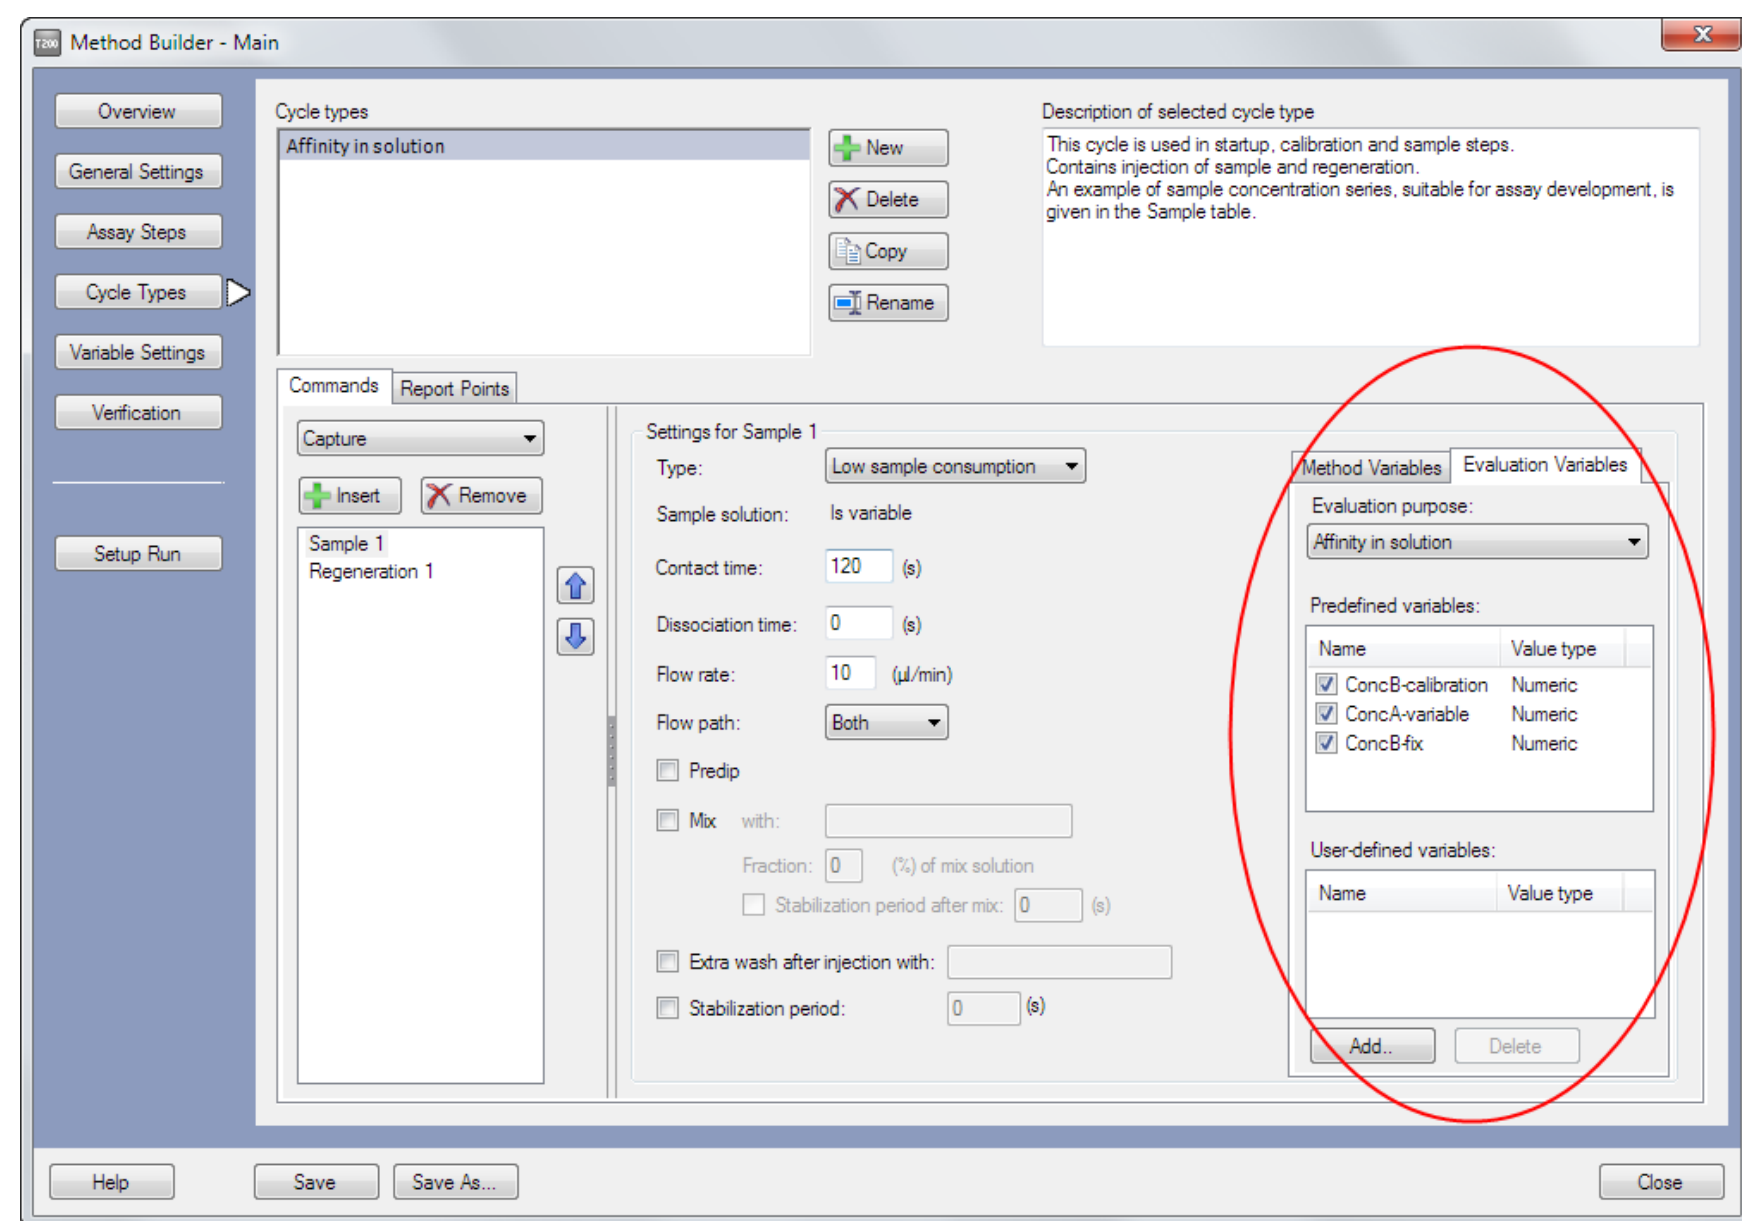 T200 Method Builder - Main
X
Overview
General Settings
Assay Steps
Cycle Types
Variable Settings
Verification
Setup Run
Cycle types
Affinity in solution
New
Delete
Copy
Rename
Description of selected cycle type
This cycle is used in startup, calibration and sample steps.
Contains injection of sample and regeneration.
An example of sample concentration series, suitable for assay development, is
given in the Sample table.
Commands Report Points
Capture
Insert Remove
Sample 1
Regeneration 1
Settings for Sample 1
Type: Low sample consumption
Sample solution: Is variable
Contact time: 120 (s)
Dissociation time: 0 (s)
Flow rate: 10 (µl/min)
Flow path: Both
Predip
Mix with:
Fraction: 0 (%) of mix solution
Stabilization period after mix: 0 (s)
Extra wash after injection with:
Stabilization period: 0 (s)
Method Variables Evaluation Variables
Evaluation purpose:
Affinity in solution
Predefined variables:
Name Value type
ConcB-calibration Numeric
ConcA-variable Numeric
ConcB-fix Numeric
User-defined variables:
Name Value type
Add.. Delete
Help Save Save As... Close